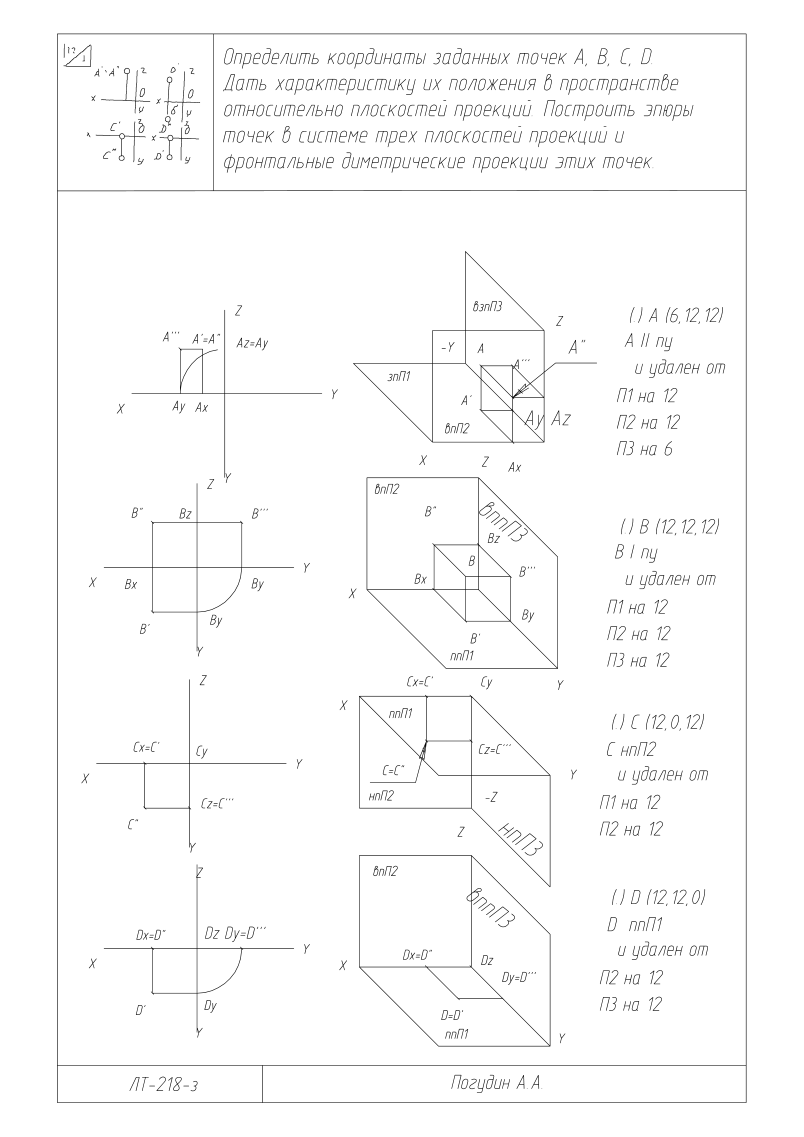 17
1
A' A" z
x 0
y
D' z
x 0
б y
C' z
x 0
C" y
D" z
x 0
D' y
Определить координаты заданных точек A, B, C, D.
Дать характеристику их положения в пространстве
относительно плоскостей проекций. Построить эпюры
точек в системе трех плоскостей проекций и
фронтальные диметрические проекции этих точек.
Z
A''' A'=A" Az=Ay
X Ay Ax Y
Y
взпП3
Z
-Y A A''' A"
зпП1
A'
Ay Az
впП2
X Z Ax
(.) A (6,12,12)
A II пу
и удален от
П1 на 12
П2 на 12
П3 на 6
Z
B" Bz B'''
X Bx By Y
By
B'
Y
впП2
B" вппП3
Bz
B B'''
Bx
X By
B'
ппП1
Y
(.) B (12,12,12)
B I пу
и удален от
П1 на 12
П2 на 12
П3 на 12
Z
Cx=C' Cy
X Y
Cz=C'''
C"
Y
Cx=C' Cy
X
ппП1
Cz=C'''
C=C" Y
нпП2 -Z
Z нпП3
(.) C (12,0,12)
C нпП2
и удален от
П1 на 12
П2 на 12
Z
Dx=D" Dz Dy=D'''
X Y
D' Dy
Y
впП2
вппП3
Dx=D" Dz
X Dy=D'''
D=D'
ппП1
Y
(.) D (12,12,0)
D ппП1
и удален от
П2 на 12
П3 на 12
ЛТ-218-з
Погудин А.А.